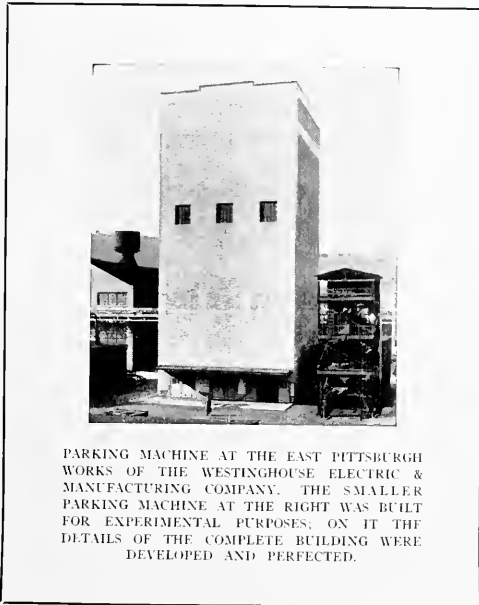 PARKING MACHINE AT THE EAST PITTSBURGH
WORKS OF THE WESTINGHOUSE ELECTRIC &
MANUFACTURING COMPANY. THE SMALLER
PARKING MACHINE AT THE RIGHT WAS BUILT
FOR EXPERIMENTAL PURPOSES; ON IT THE
DETAILS OF THE COMPLETE BUILDING WERE
DEVELOPED AND PERFECTED.